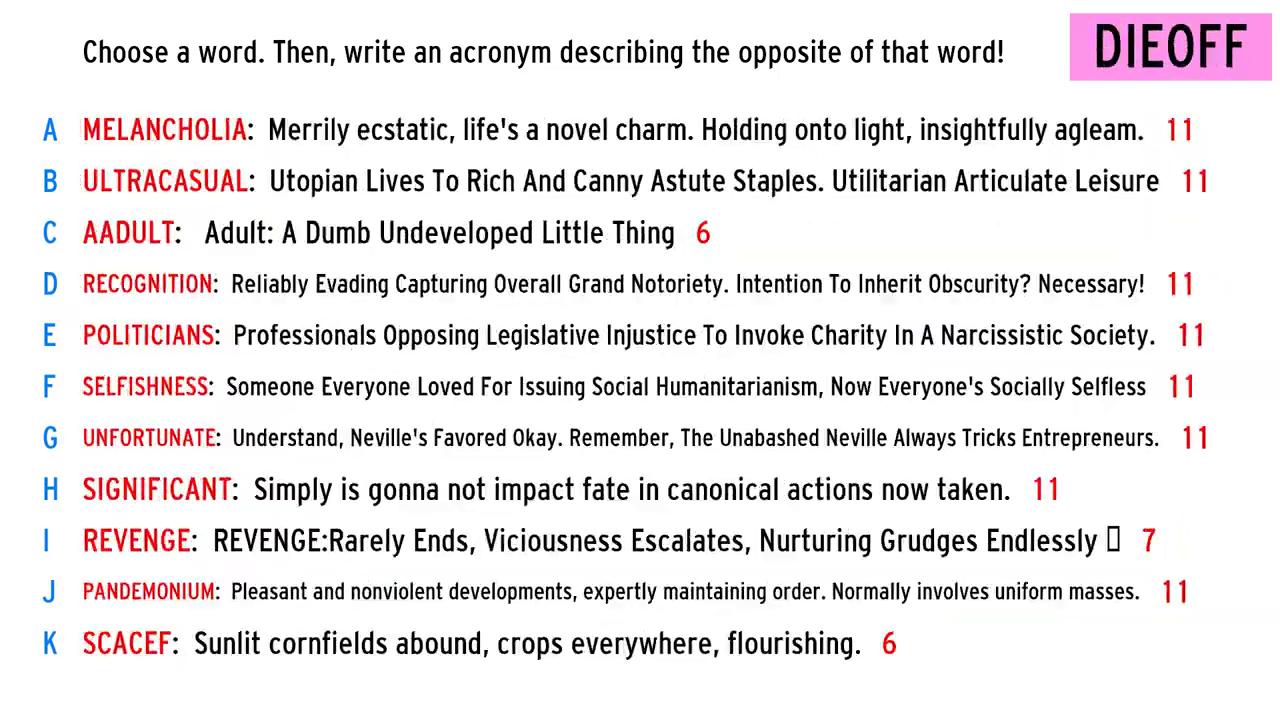 Choose a word. Then, write an acronym describing the opposite of that word!
DIEOFF
A MELANCHOLIA: Merrily ecstatic, life's a novel charm. Holding onto light, insightfully agleam. 11
B ULTRACASUAL: Utopian Lives To Rich And Canny Astute Staples. Utilitarian Articulate Leisure 11
C AADULT: Adult: A Dumb Undeveloped Little Thing 6
D RECOGNITION: Reliably Evading Capturing Overall Grand Notoriety. Intention To Inherit Obscurity? Necessary! 11
E POLITICIANS: Professionals Opposing Legislative Injustice To Invoke Charity In A Narcissistic Society. 11
F SELFISHNESS: Someone Everyone Loved For Issuing Social Humanitarianism, Now Everyone's Socially Selfless 11
G UNFORTUNATE: Understand, Neville's Favored Okay. Remember, The Unabashed Neville Always Tricks Entrepreneurs. 11
H SIGNIFICANT: Simply is gonna not impact fate in canonical actions now taken. 11
I REVENGE: REVENGE:Rarely Ends, Viciousness Escalates, Nurturing Grudges Endlessly 7
J PANDEMONIUM: Pleasant and nonviolent developments, expertly maintaining order. Normally involves uniform masses. 11
K SCACEF: Sunlit cornfields abound, crops everywhere, flourishing. 6